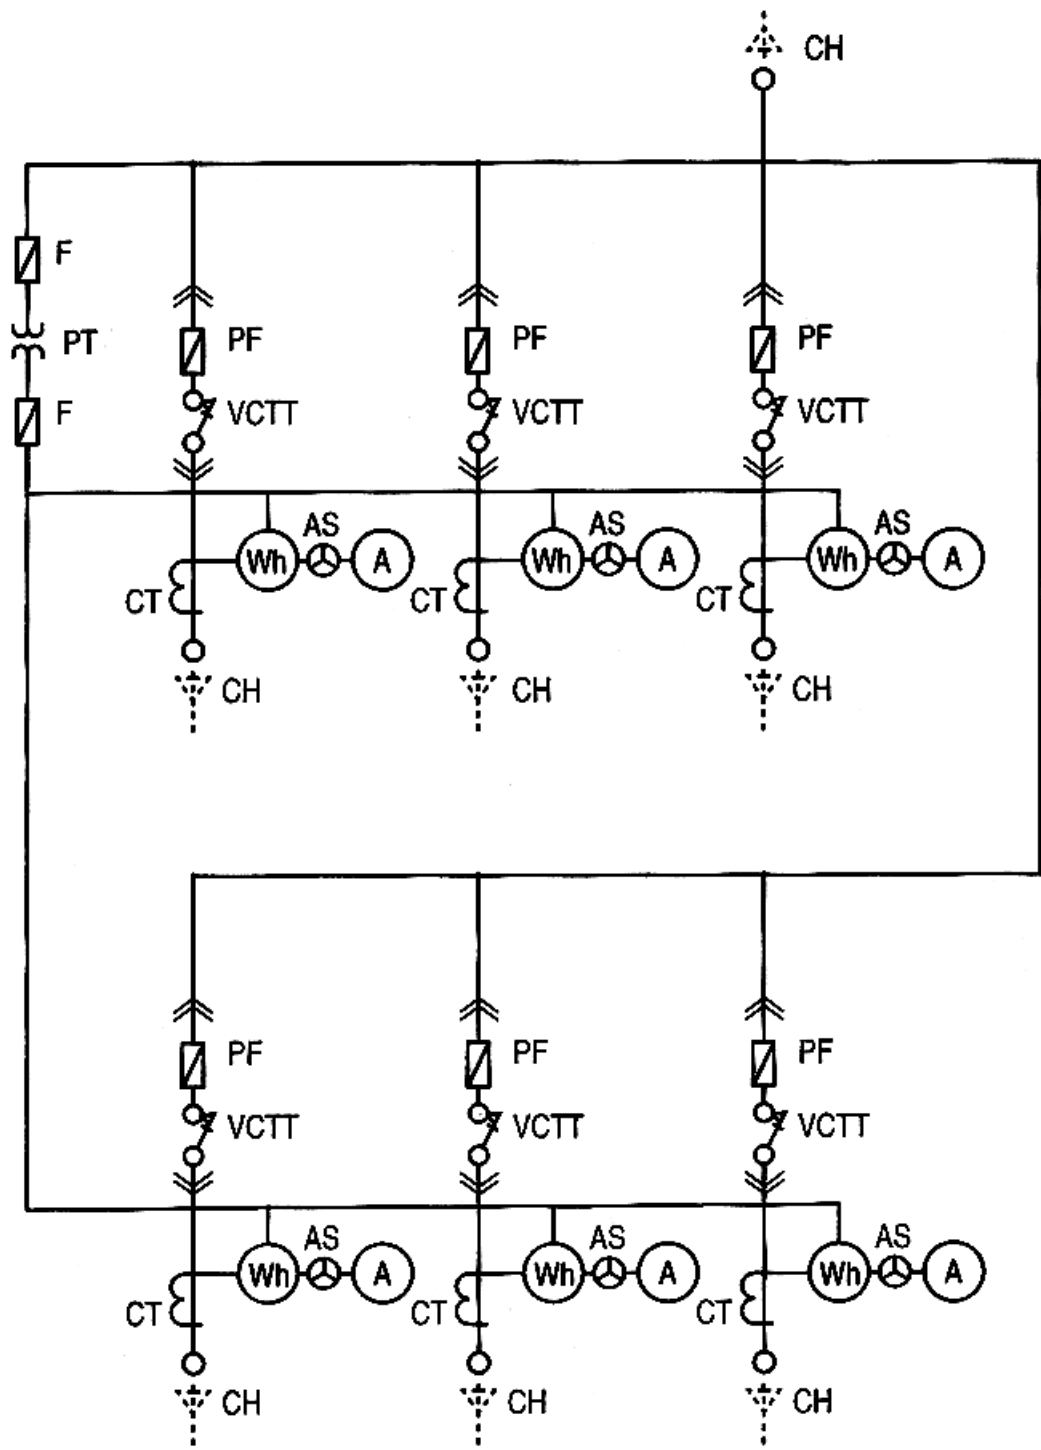 CH
F
PT
F
PF PF PF
VCTT VCTT VCTT
AS AS AS
Wh A Wh A Wh A
CT CT CT
CH CH CH
PF PF PF
VCTT VCTT VCTT
AS AS AS
Wh A Wh A Wh A
CT CT CT
CH CH CH